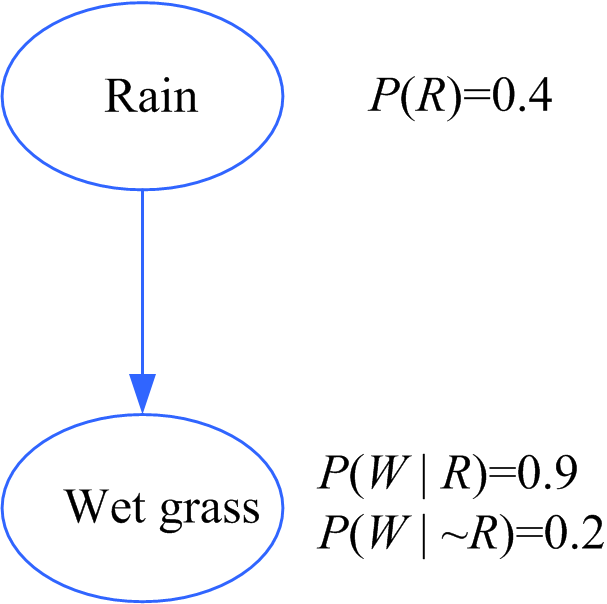 Rain
P(R)=0.4
Wet grass
P(W | R)=0.9
P(W | ~R)=0.2